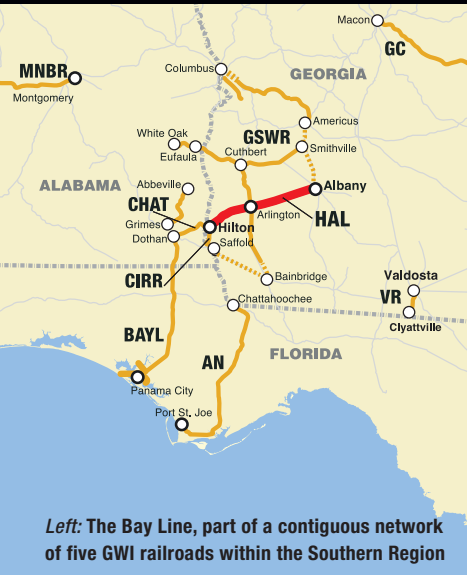 Macon
GC
Columbus
GEORGIA
MNBR
Montgomery
Americus
White Oak
GSWR
Smithville
Eufaula
Cuthbert
ALABAMA
Abbeville
Albany
CHAT
Arlington
HAL
Grimes
Hilton
Dothan
Saffold
CIRR
Bainbridge
Valdosta
Chattahoochee
VR
Clyattville
BAYL
AN
FLORIDA
Panama City
Port St. Joe
Left: The Bay Line, part of a contiguous network
of five GWI railroads within the Southern Region